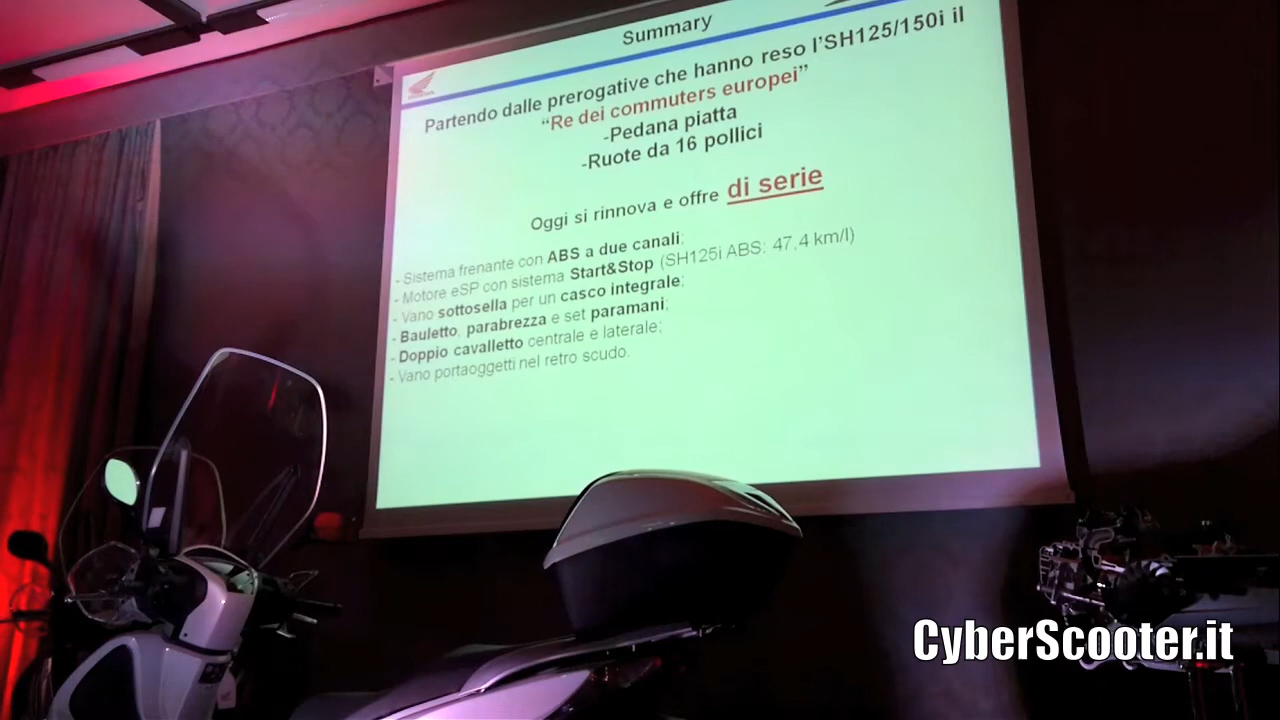 Summary
HONDA
Partendo dalle prerogative che hanno reso l'SH125/150i il
“Re dei commuters europei”
-Pedana piatta
-Ruote da 16 pollici
Oggi si rinnova e offre di serie
- Sistema frenante con ABS a due canali;
- Motore eSP con sistema Start&Stop (SH125i ABS: 47,4 km/l)
- Vano sottosella per un casco integrale;
- Bauletto, parabrezza e set paramani;
- Doppio cavalletto centrale e laterale;
- Vano portaoggetti nel retro scudo.
CyberScooter.it